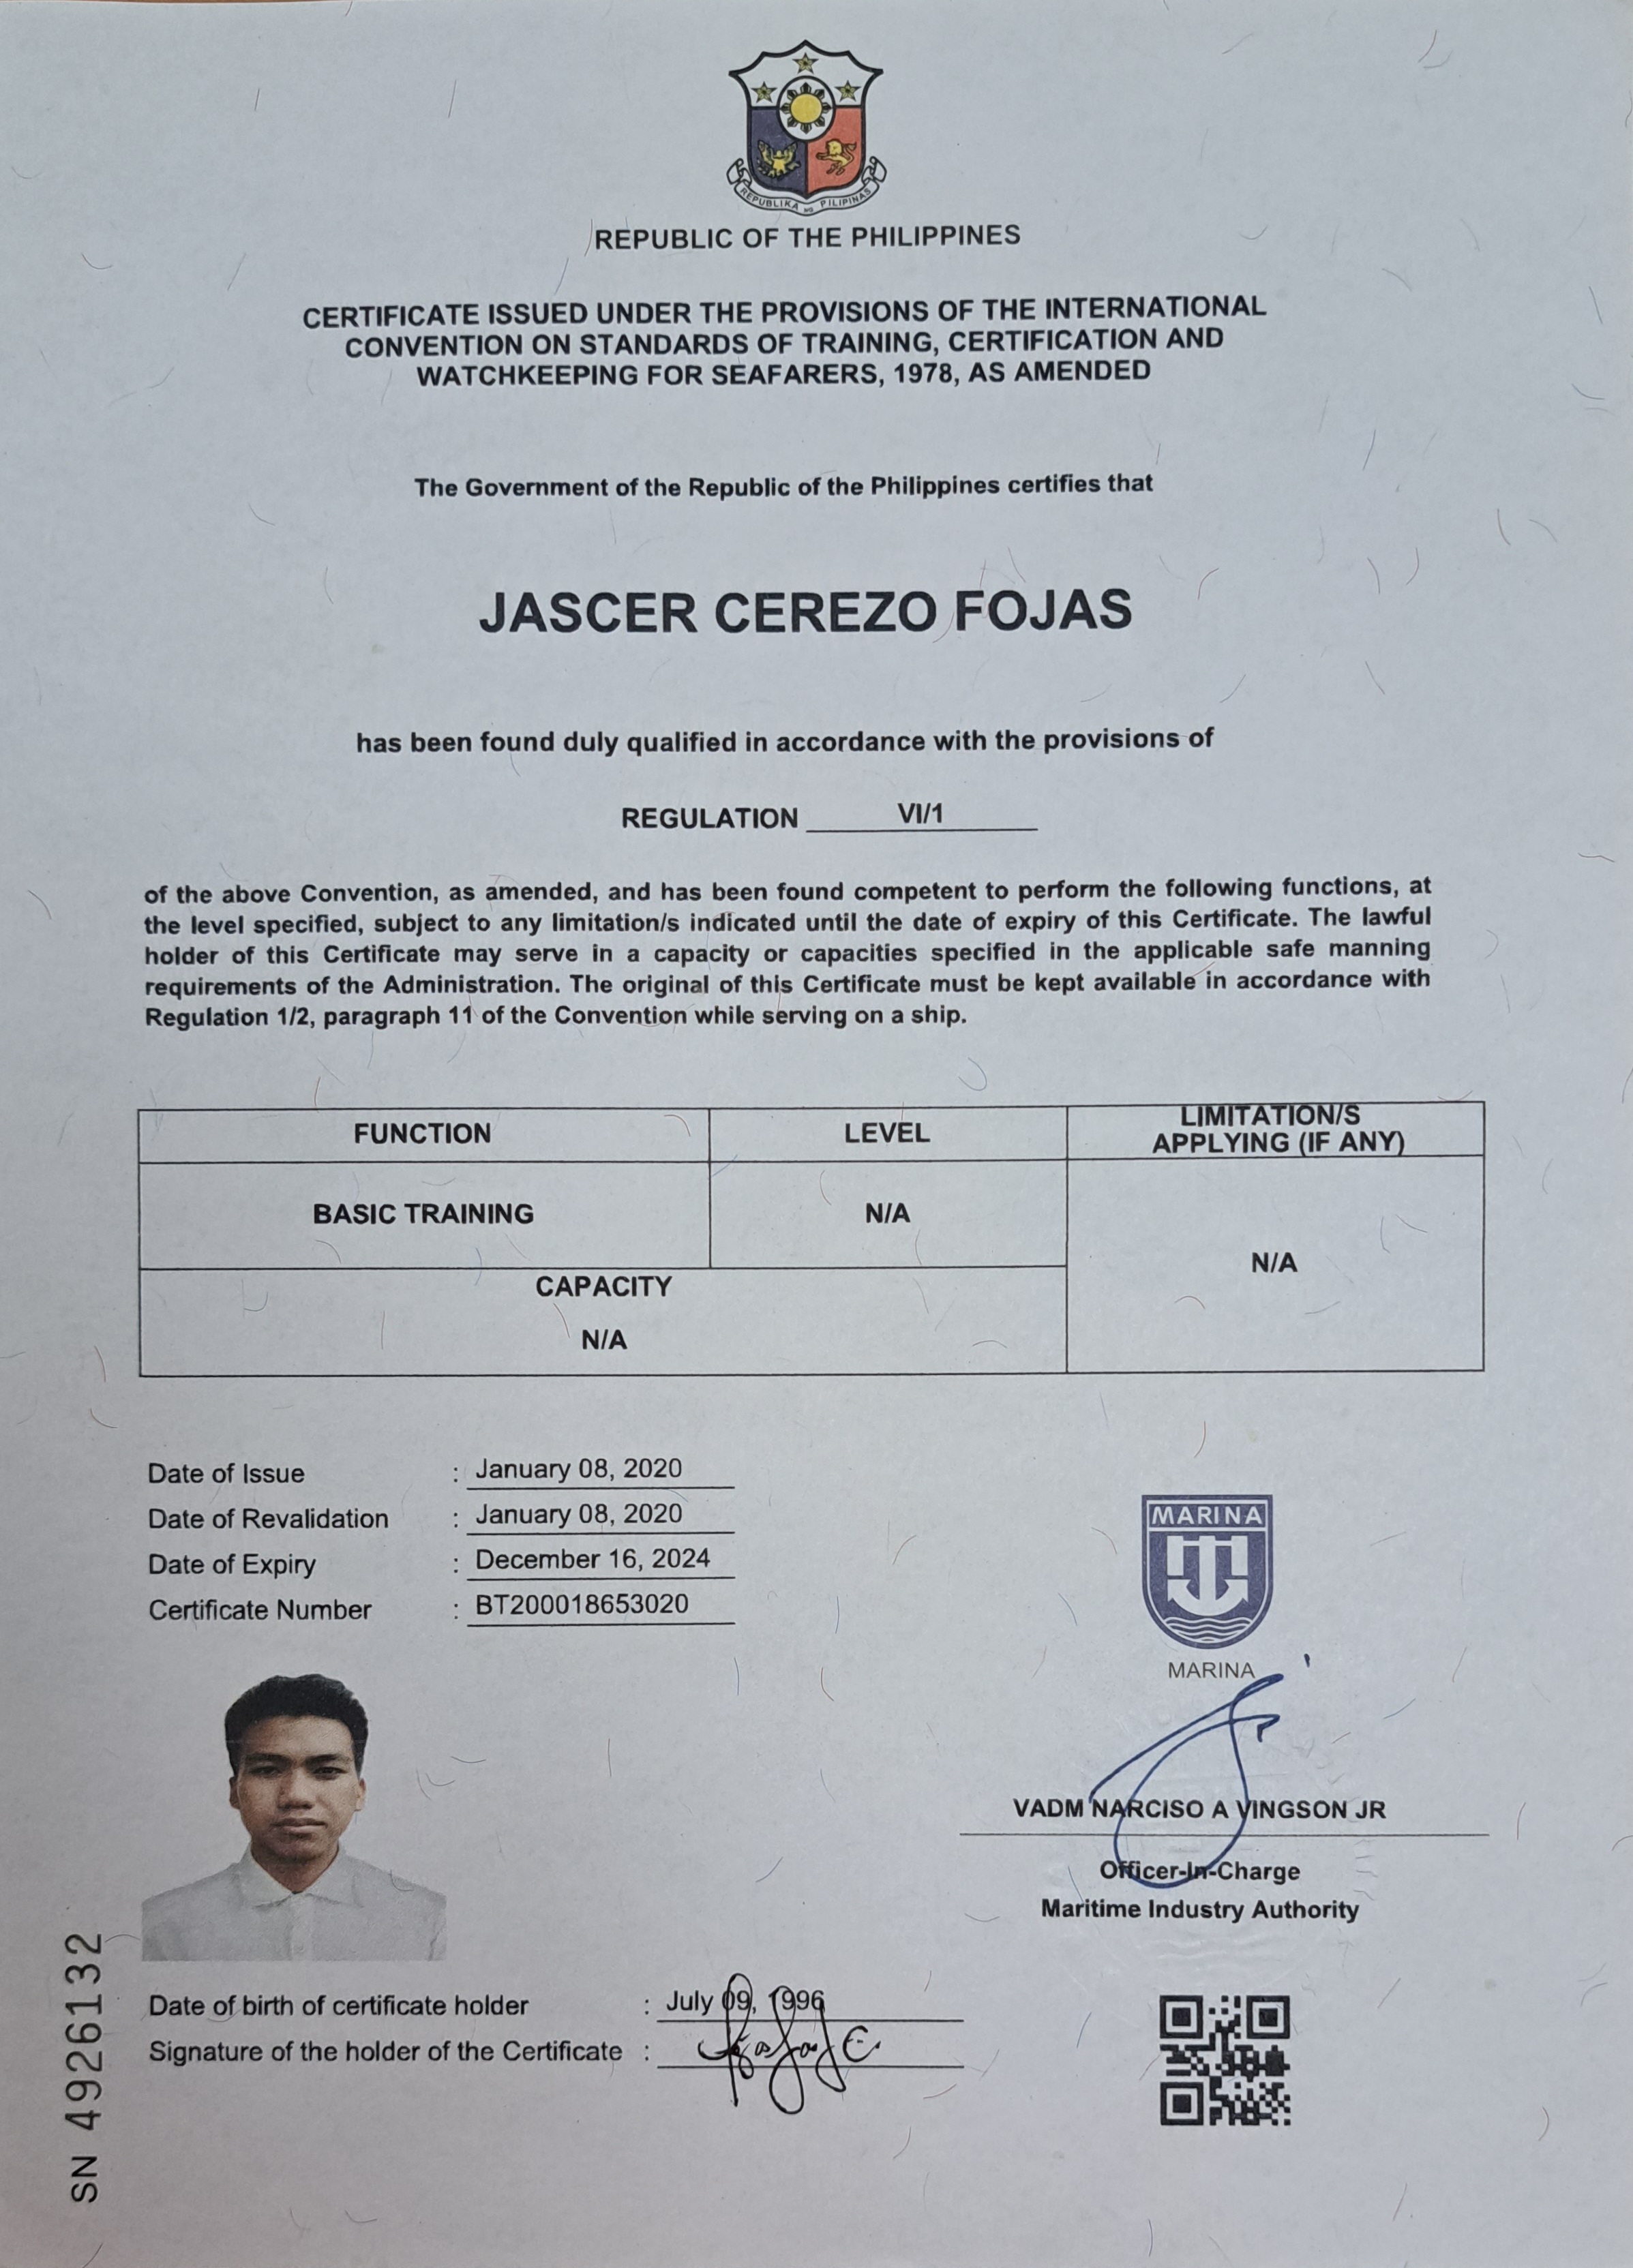 REPUBLIKA NG PILIPINAS
REPUBLIC OF THE PHILIPPINES
CERTIFICATE ISSUED UNDER THE PROVISIONS OF THE INTERNATIONAL
CONVENTION ON STANDARDS OF TRAINING, CERTIFICATION AND
WATCHKEEPING FOR SEAFARERS, 1978, AS AMENDED
The Government of the Republic of the Philippines certifies that
JASCER CEREZO FOJAS
has been found duly qualified in accordance with the provisions of
REGULATION VI/1
of the above Convention, as amended, and has been found competent to perform the following functions, at
the level specified, subject to any limitation/s indicated until the date of expiry of this Certificate. The lawful
holder of this Certificate may serve in a capacity or capacities specified in the applicable safe manning
requirements of the Administration. The original of this Certificate must be kept available in accordance with
Regulation 1/2, paragraph 11 of the Convention while serving on a ship.
FUNCTION LEVEL LIMITATION/S
APPLYING (IF ANY)
BASIC TRAINING N/A
N/A
CAPACITY
N/A
Date of Issue : January 08, 2020
Date of Revalidation : January 08, 2020
Date of Expiry : December 16, 2024
Certificate Number : BT200018653020
MARINA
MARINA
VADM NARCISO A VINGSON JR
Officer-In-Charge
Maritime Industry Authority
Date of birth of certificate holder : July 09, 1996
Signature of the holder of the Certificate :
SN 4926132